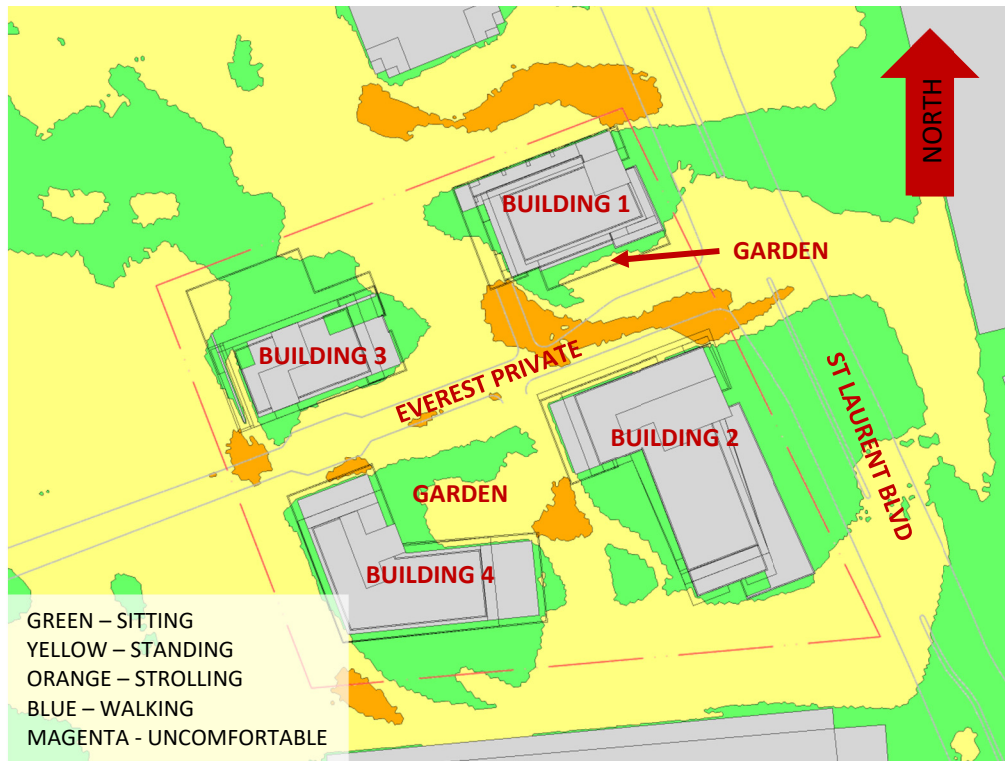 NORTH
BUILDING 1
GARDEN
BUILDING 3
EVEREST PRIVATE
ST LAURENT BLVD
BUILDING 2
GARDEN
BUILDING 4
GREEN – SITTING
YELLOW – STANDING
ORANGE – STROLLING
BLUE – WALKING
MAGENTA - UNCOMFORTABLE